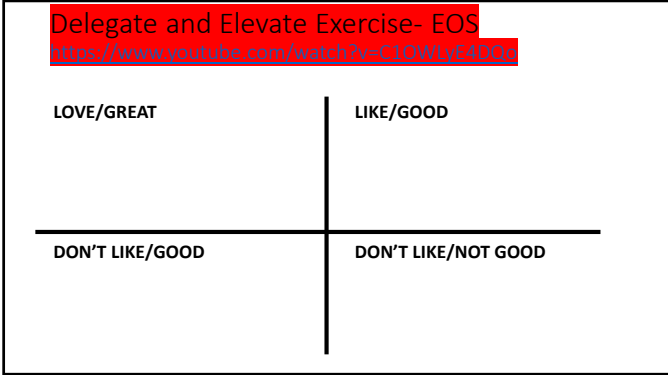 Delegate and Elevate Exercise- EOS
LOVE/GREAT
LIKE/GOOD
DON'T LIKE/GOOD
DON'T LIKE/NOT GOOD